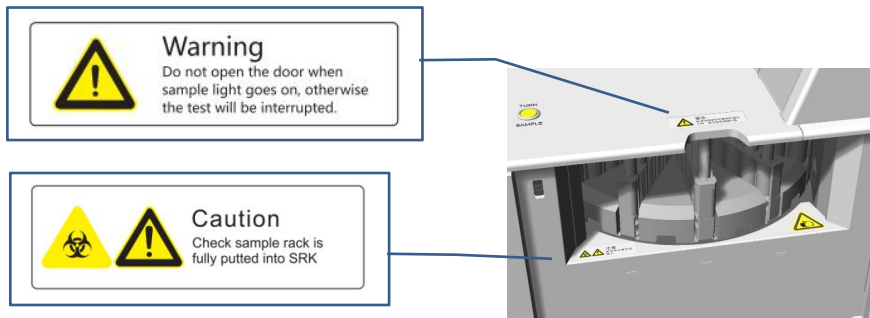 Warning
Do not open the door when
sample light goes on, otherwise
the test will be interrupted.
TURN
SAMPLE
Caution
Check sample rack is
fully putted into SRK